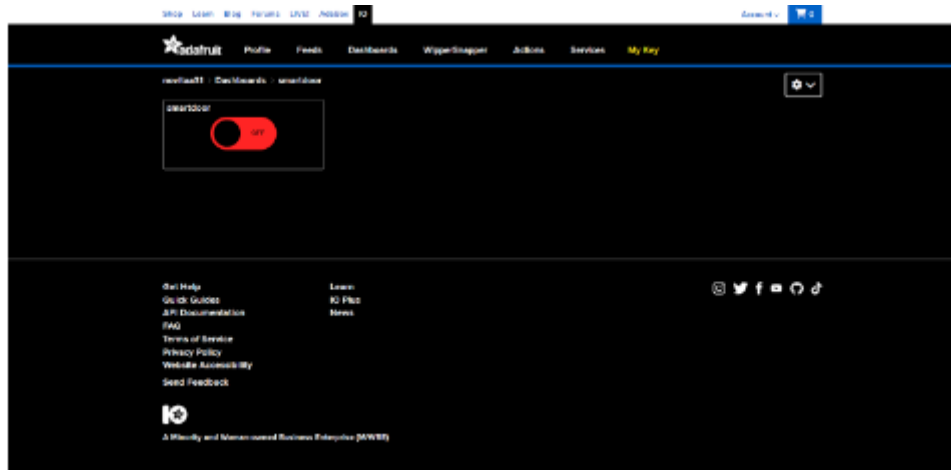 Shop Learn Blog Forums LIVE! AdaBox IO
Account 0
adafruit Profile Feeds Dashboards WipperSnapper Actions Services My Key
/ Dashboards / smartdoor
smartdoor
OFF
Get Help
Quick Guides
API Documentation
FAQ
Terms of Service
Privacy Policy
Website Accessibility
Send Feedback
Learn
IO Plus
News
IO
A Minority and Woman-owned Business Enterprise (M/WBE)